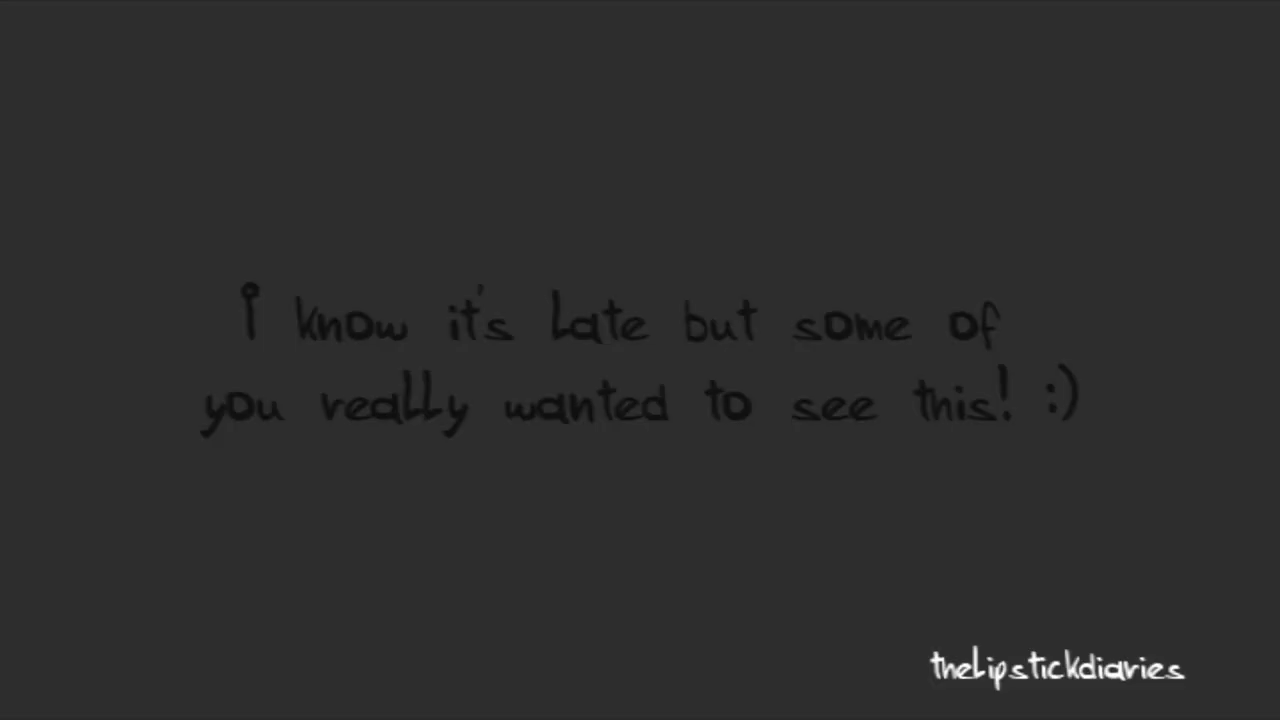 I know it's late but some of
you really wanted to see this! :)
thelipstickdiaries